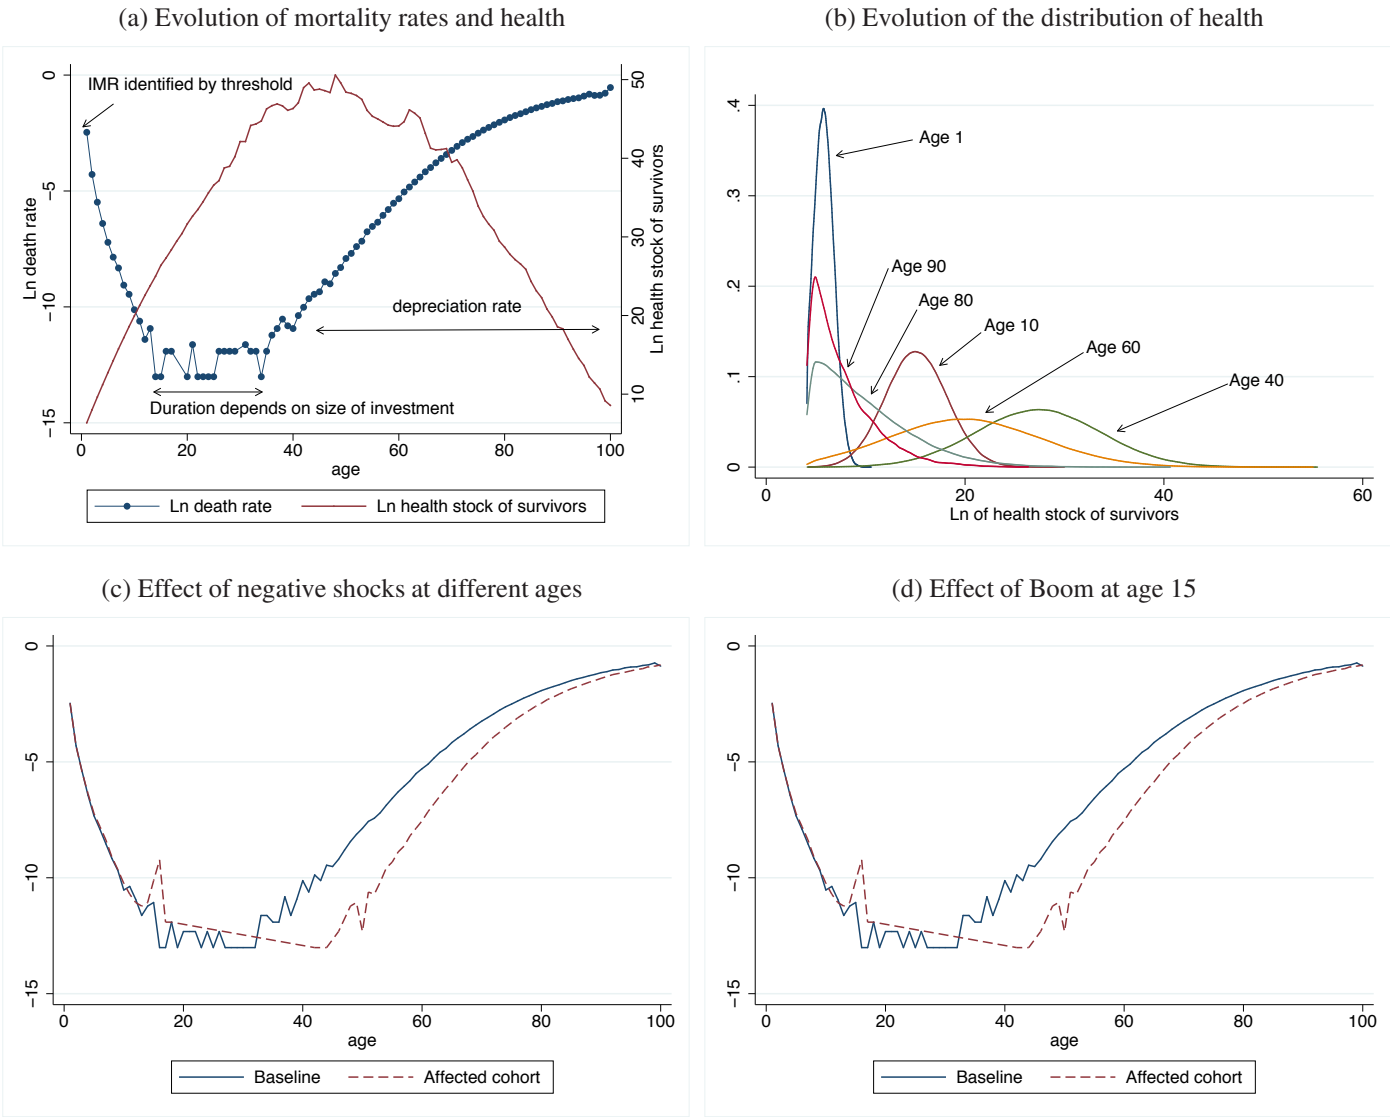 (a) Evolution of mortality rates and health
IMR identified by threshold
depreciation rate
Duration depends on size of investment
Ln death rate
0
−5
−10
−15
Ln health stock of survivors
50
40
30
20
10
0 20 40 60 80 100
age
Ln death rate Ln health stock of survivors
(b) Evolution of the distribution of health
.4
.3
.2
.1
0
Age 1
Age 90
Age 80
Age 10
Age 60
Age 40
0 20 40 60
Ln of health stock of survivors
(c) Effect of negative shocks at different ages
0
−5
−10
−15
0 20 40 60 80 100
age
Baseline Affected cohort
(d) Effect of Boom at age 15
0
−5
−10
−15
0 20 40 60 80 100
age
Baseline Affected cohort